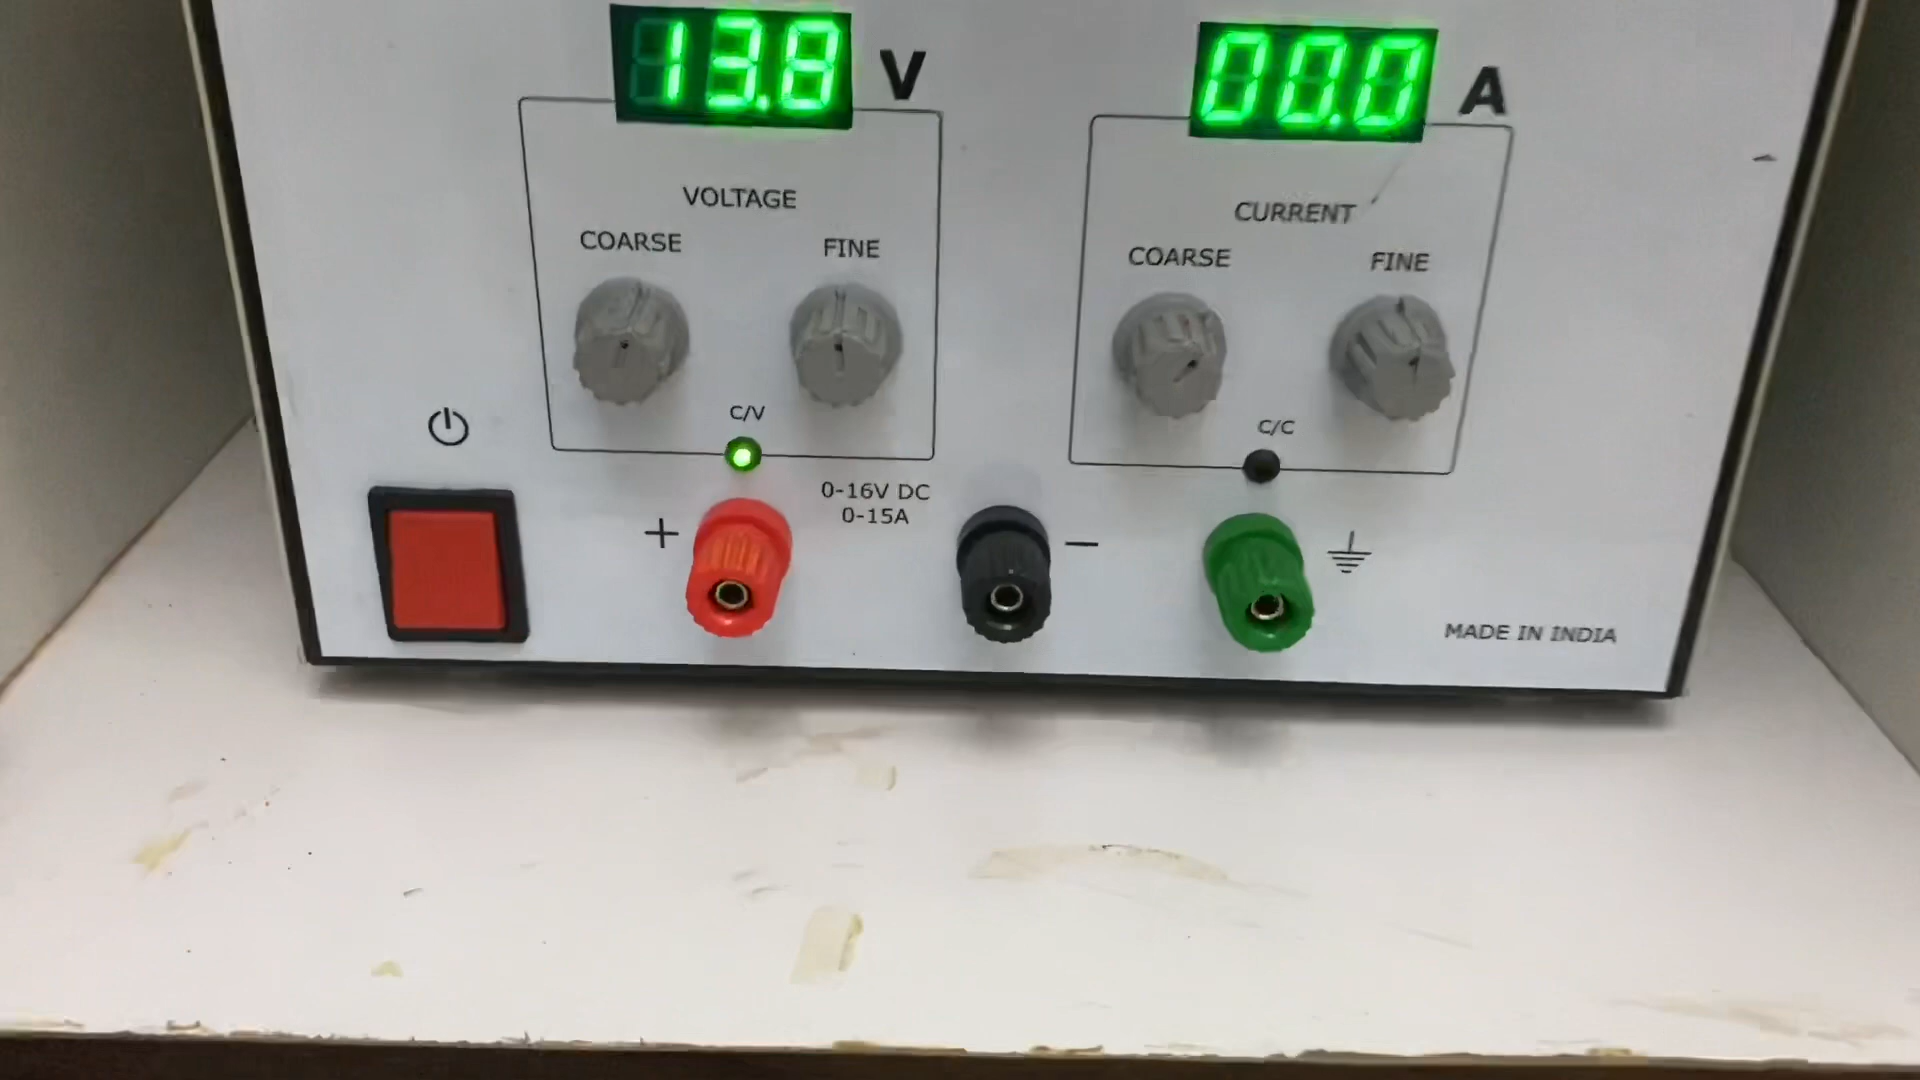 13.8 V
00.0 A
VOLTAGE
COARSE FINE
C/V
CURRENT
COARSE FINE
C/C
0-16V DC
0-15A
+
−
MADE IN INDIA